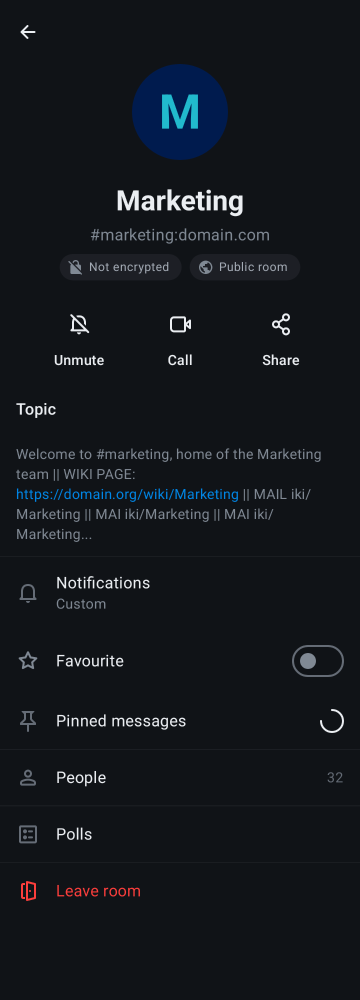 M
Marketing
#marketing:domain.com
Not encrypted
Public room
Unmute
Call
Share
Topic
Welcome to #marketing, home of the Marketing
team || WIKI PAGE:
https://domain.org/wiki/Marketing || MAIL iki/
Marketing || MAI iki/Marketing || MAI iki/
Marketing...
Notifications
Custom
Favourite
Pinned messages
People
32
Polls
Leave room